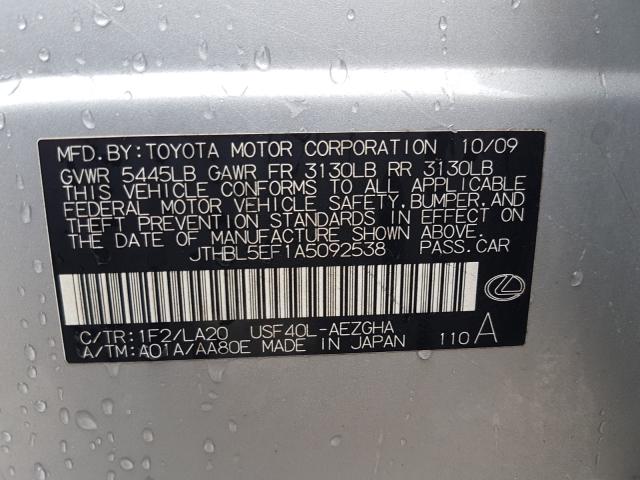 MFD.BY:TOYOTA MOTOR CORPORATION 10/09
GVWR 5445LB GAWR FR 3130LB RR 3130LB
THIS VEHICLE CONFORMS TO ALL APPLICABLE
FEDERAL MOTOR VEHICLE SAFETY,BUMPER,AND
THEFT PREVENTION STANDARDS IN EFFECT ON
THE DATE OF MANUFACTURE SHOWN ABOVE.
JTHBL5EF1A5092538 PASS.CAR
C/TR:1F2/LA20 USF40L-AEZGHA
A/TM:A01A/AA80E MADE IN JAPAN 110 A